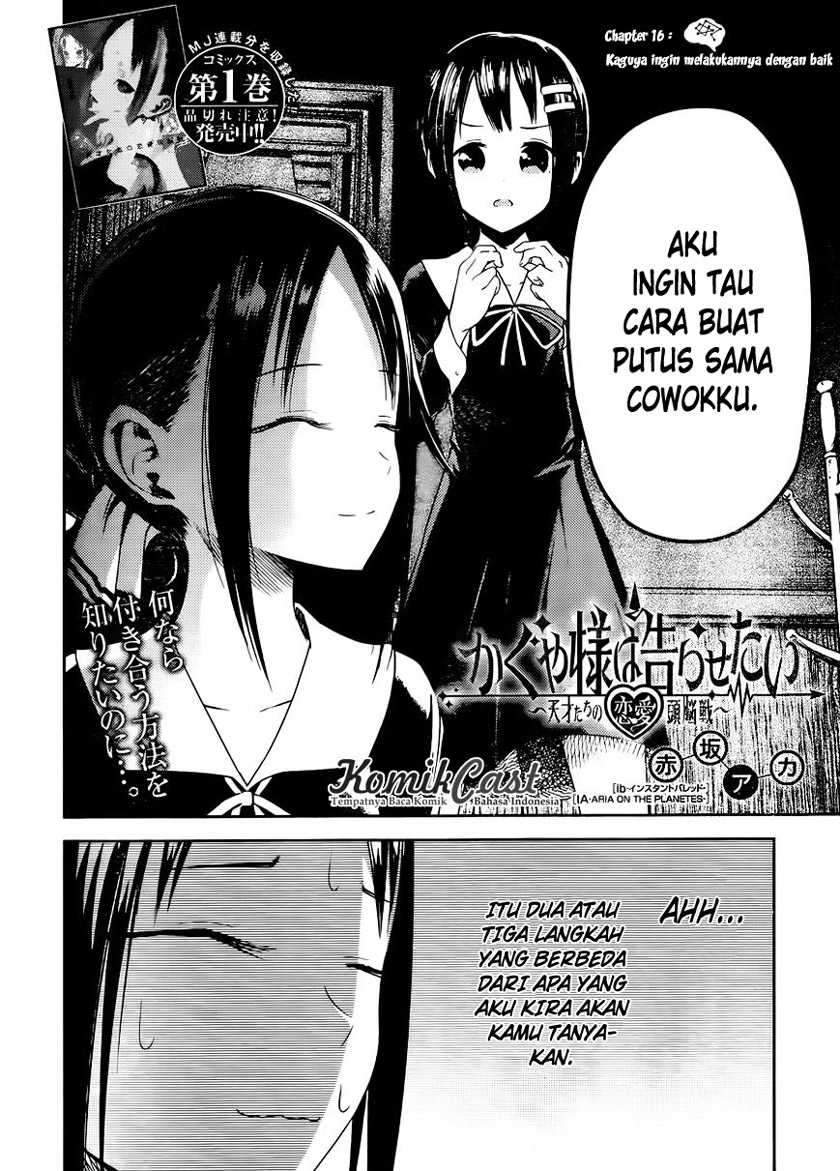 Chapter 16 :
Kaguya ingin melakukannya dengan baik
MJ連載分を収録した
コミックス
第1巻
品切れ注意!
発売中!!
AKU
INGIN TAU
CARA BUAT
PUTUS SAMA
COWOKKU.
何なら
付き合う方法を
知りたいのに…。
かぐや様は告らせたい
〜天才たちの恋愛頭脳戦〜
赤坂アカ
[ib-インスタントバレット-
[IA-ARIA ON THE PLANETES-
KomikCast
Tempatnya Baca Komik Bahasa Indonesia
AHH...
ITU DUA ATAU
TIGA LANGKAH
YANG BERBEDA
DARI APA YANG
AKU KIRA AKAN
KAMU TANYA-
KAN.